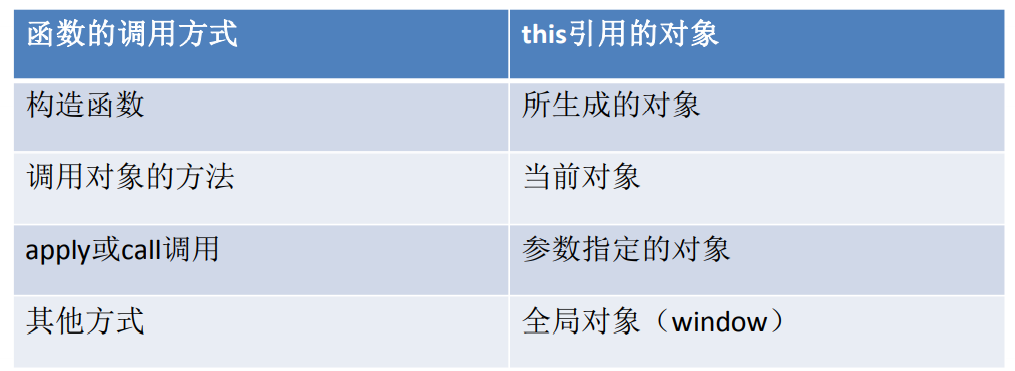 函数的调用方式 this引用的对象
构造函数 所生成的对象
调用对象的方法 当前对象
apply或call调用 参数指定的对象
其他方式 全局对象（window）